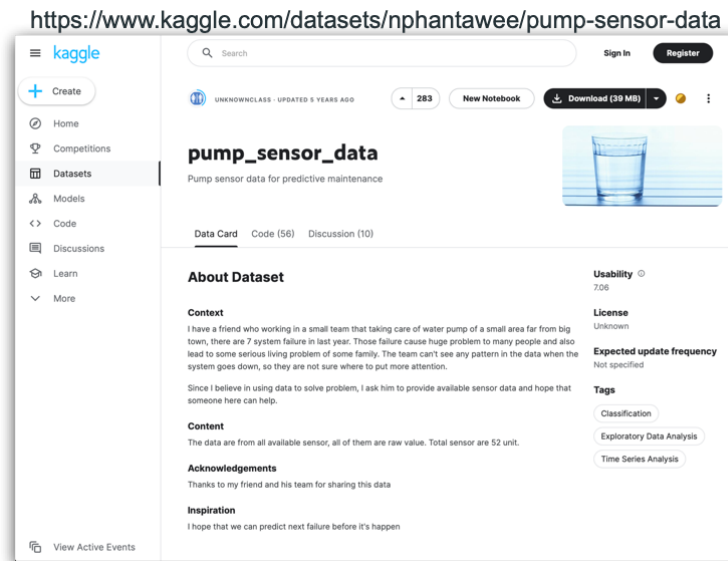 https://www.kaggle.com/datasets/nphantawee/pump-sensor-data
kaggle
Search
Sign In
Register
Create
Home
Competitions
Datasets
Models
Code
Discussions
Learn
More
View Active Events
UNKNOWNCLASS · UPDATED 5 YEARS AGO
283
New Notebook
Download (39 MB)
pump_sensor_data
Pump sensor data for predictive maintenance
Data Card
Code (56)
Discussion (10)
About Dataset
Context
I have a friend who working in a small team that taking care of water pump of a small area far from big
town, there are 7 system failure in last year. Those failure cause huge problem to many people and also
lead to some serious living problem of some family. The team can't see any pattern in the data when the
system goes down, so they are not sure where to put more attention.
Since I believe in using data to solve problem, I ask him to provide available sensor data and hope that
someone here can help.
Content
The data are from all available sensor, all of them are raw value. Total sensor are 52 unit.
Acknowledgements
Thanks to my friend and his team for sharing this data
Inspiration
I hope that we can predict next failure before it's happen
Usability
7.06
License
Unknown
Expected update frequency
Not specified
Tags
Classification
Exploratory Data Analysis
Time Series Analysis